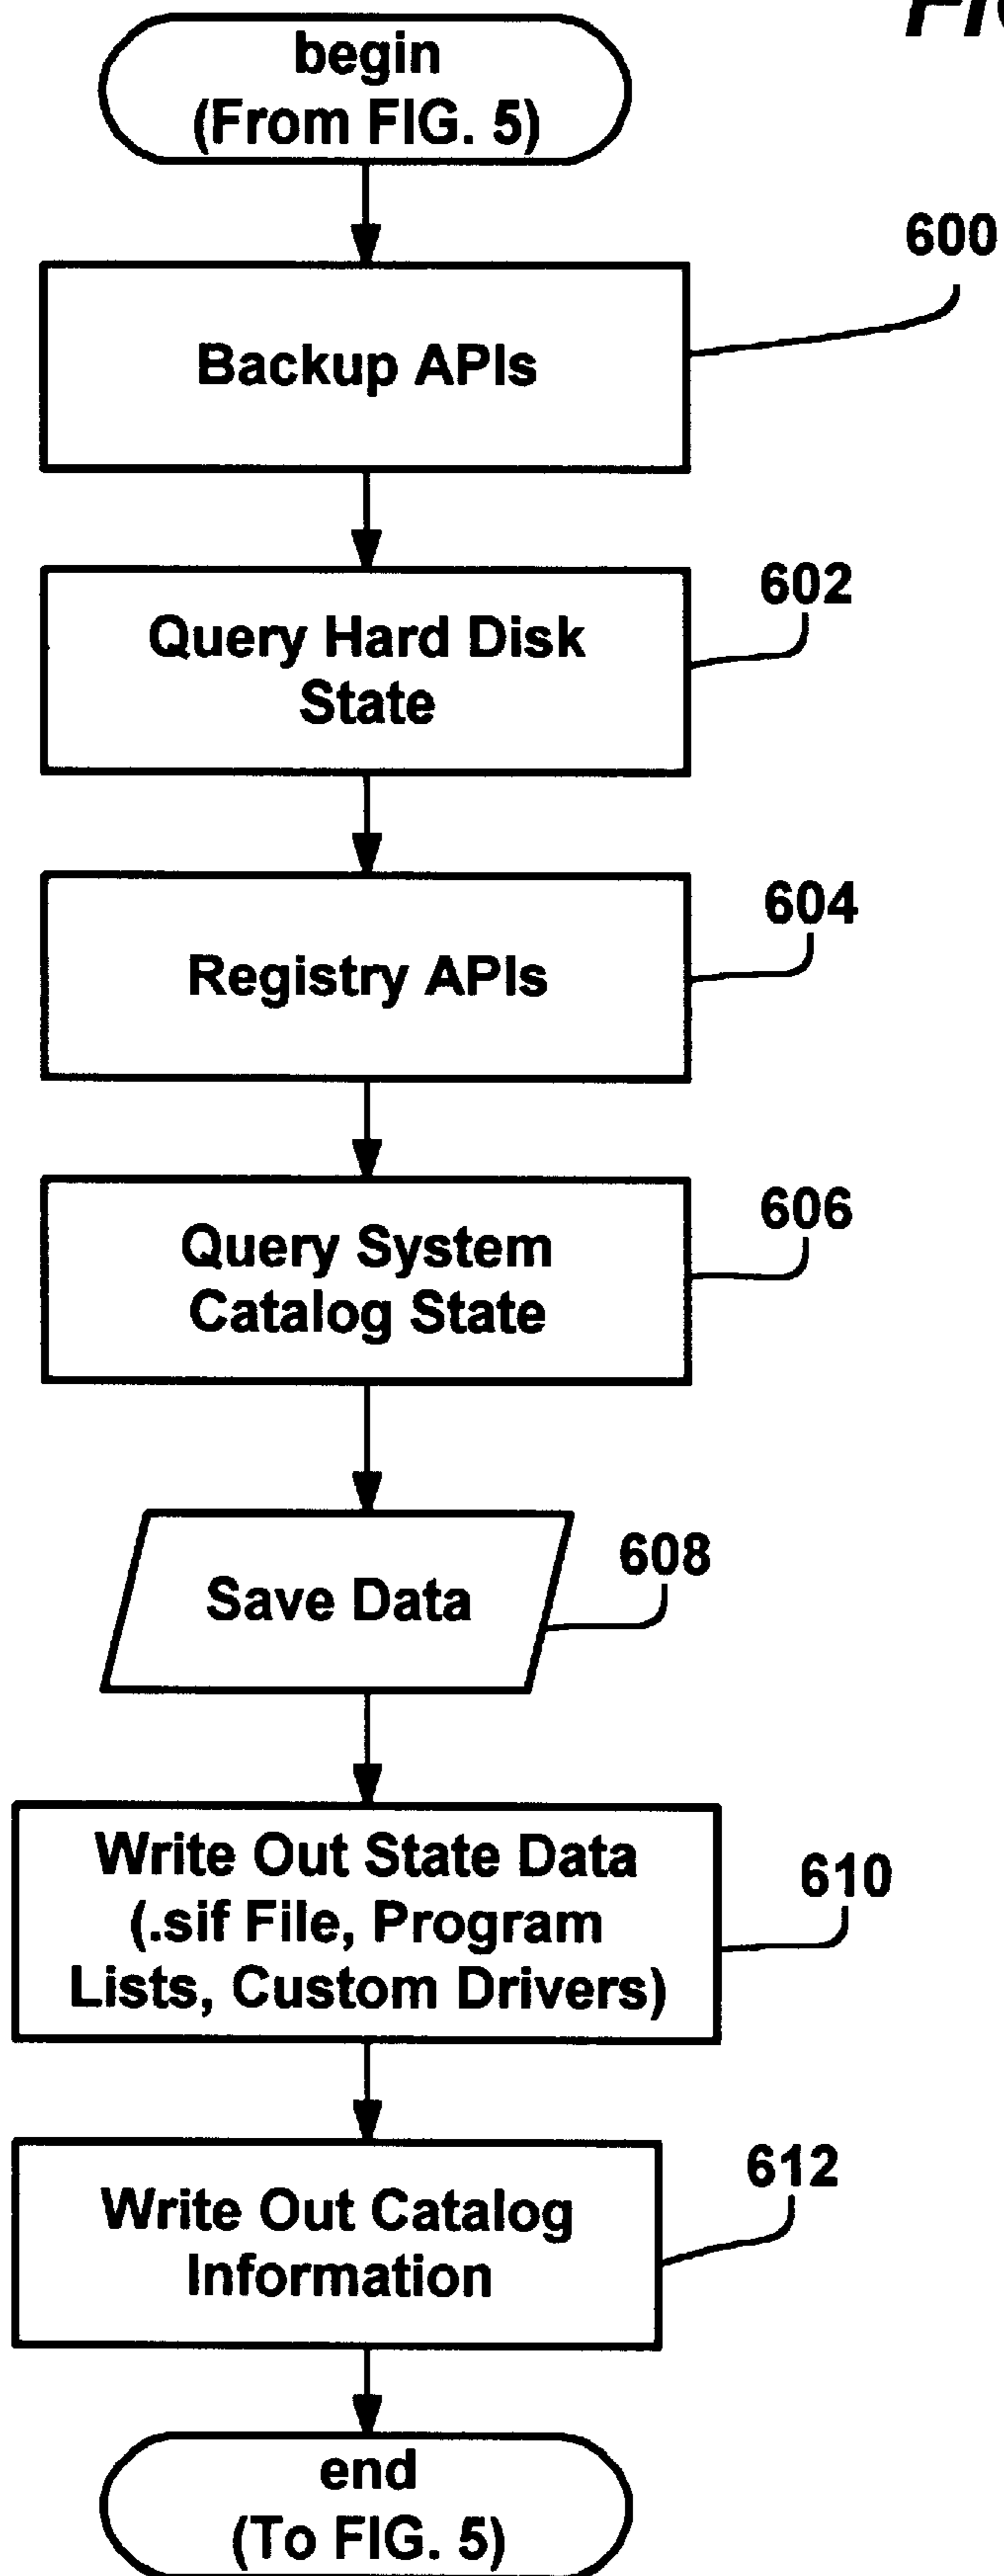 begin
(From FIG. 5)
600
Backup APIs
602
Query Hard Disk
State
604
Registry APIs
606
Query System
Catalog State
608
Save Data
610
Write Out State Data
(.sif File, Program
Lists, Custom Drivers)
612
Write Out Catalog
Information
end
(To FIG. 5)